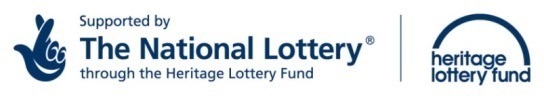 Supported by
The National Lottery®
through the Heritage Lottery Fund
heritage
lottery fund